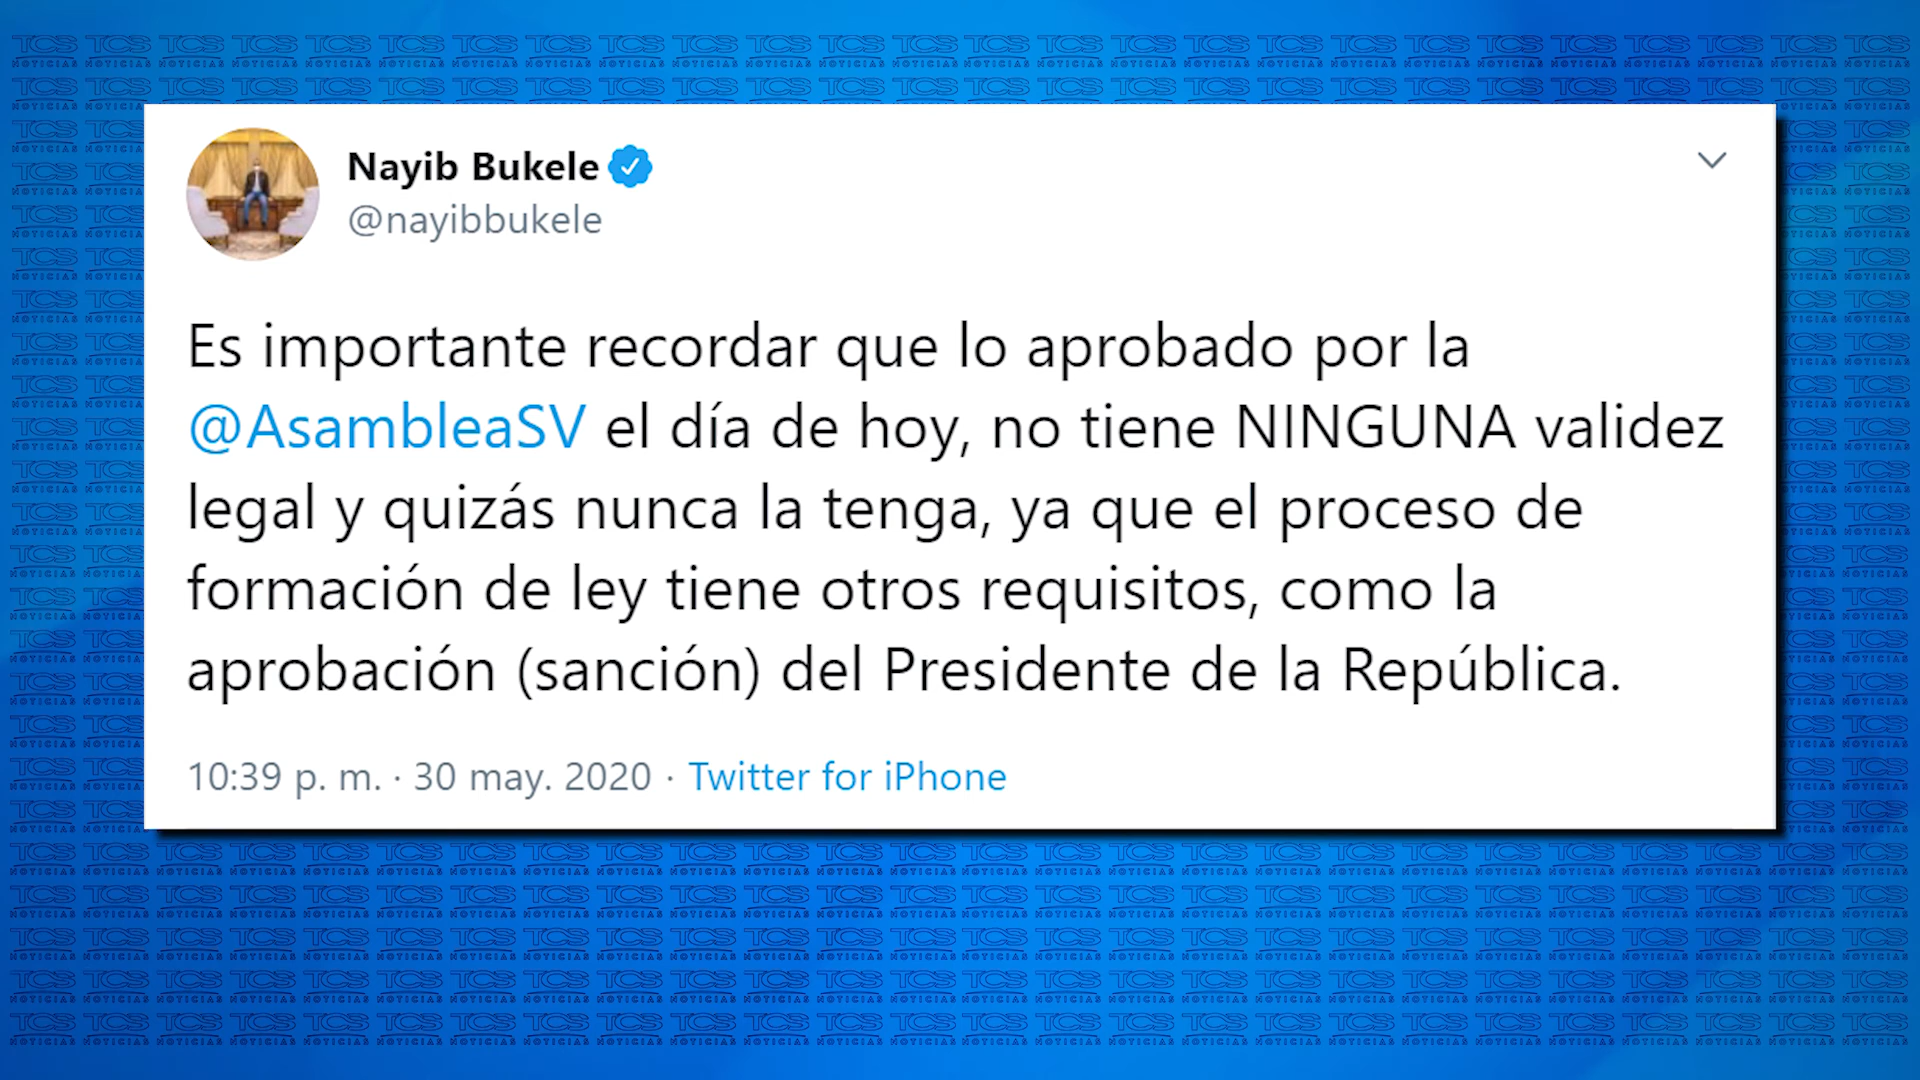 Nayib Bukele
@nayibbukele
Es importante recordar que lo aprobado por la
@AsambleaSV el día de hoy, no tiene NINGUNA validez
legal y quizás nunca la tenga, ya que el proceso de
formación de ley tiene otros requisitos, como la
aprobación (sanción) del Presidente de la República.
10:39 p. m. · 30 may. 2020 · Twitter for iPhone
TCS NOTICIAS